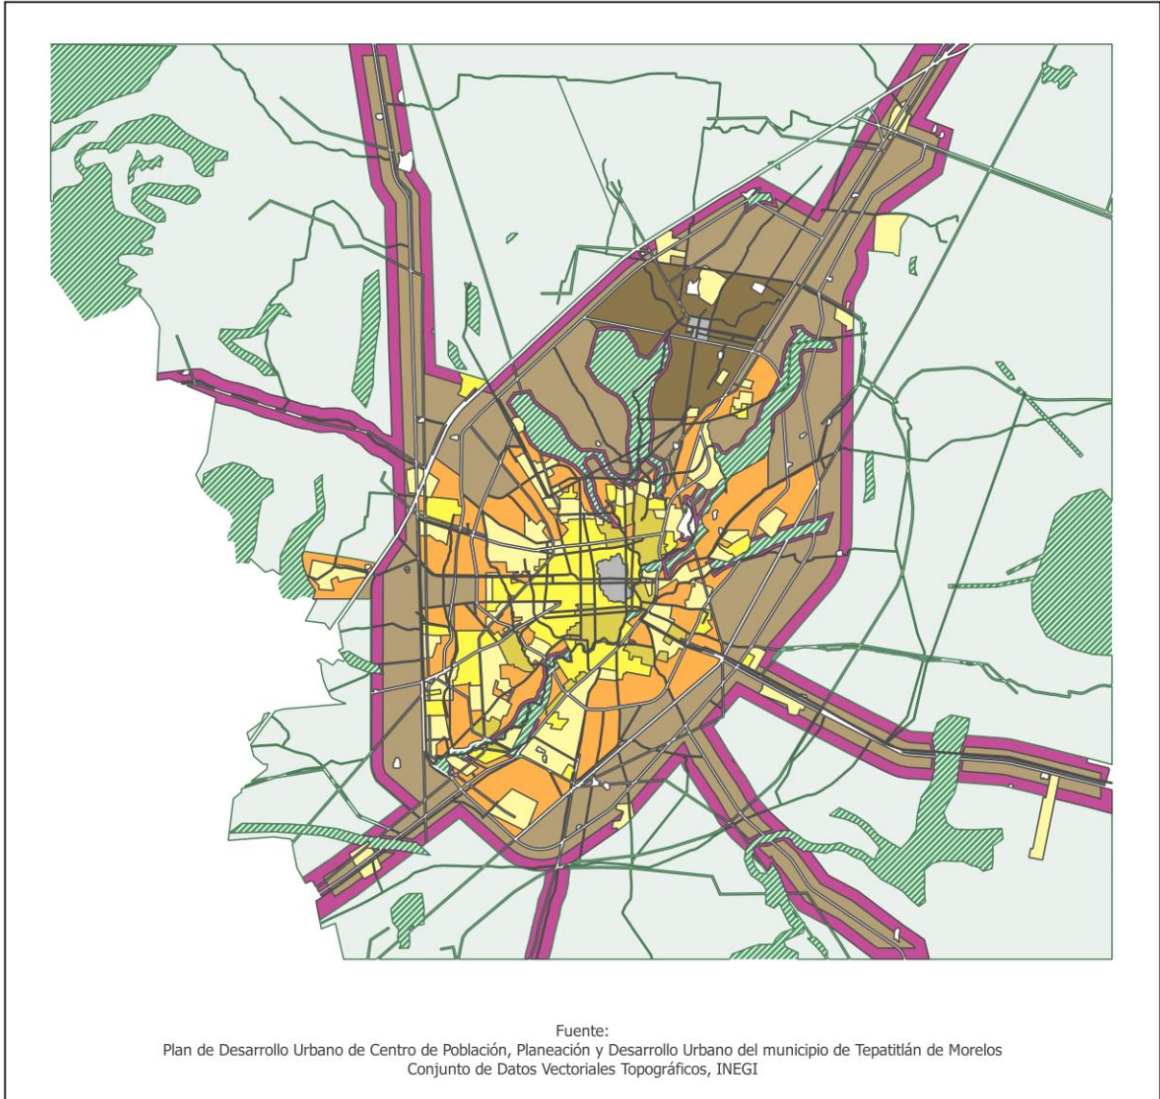 Fuente:
Plan de Desarrollo Urbano de Centro de Población, Planeación y Desarrollo Urbano del municipio de Tepatitlán de Morelos
Conjunto de Datos Vectoriales Topográficos, INEGI